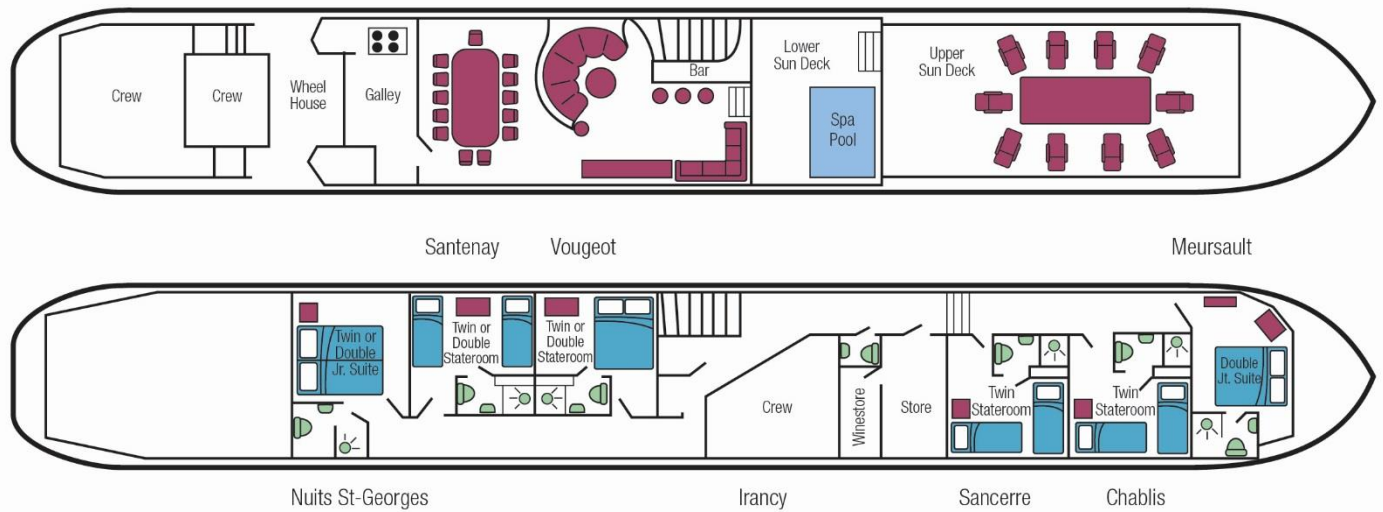 Crew
Crew
Wheel
House
Galley
Bar
Lower
Sun Deck
Spa
Pool
Upper
Sun Deck
Santenay
Vougeot
Meursault
Twin or
Double
Jr. Suite
Twin or
Double
Stateroom
Twin or
Double
Stateroom
Crew
Winestore
Store
Twin
Stateroom
Twin
Stateroom
Double
Jt. Suite
Nuits St-Georges
Irancy
Sancerre
Chablis